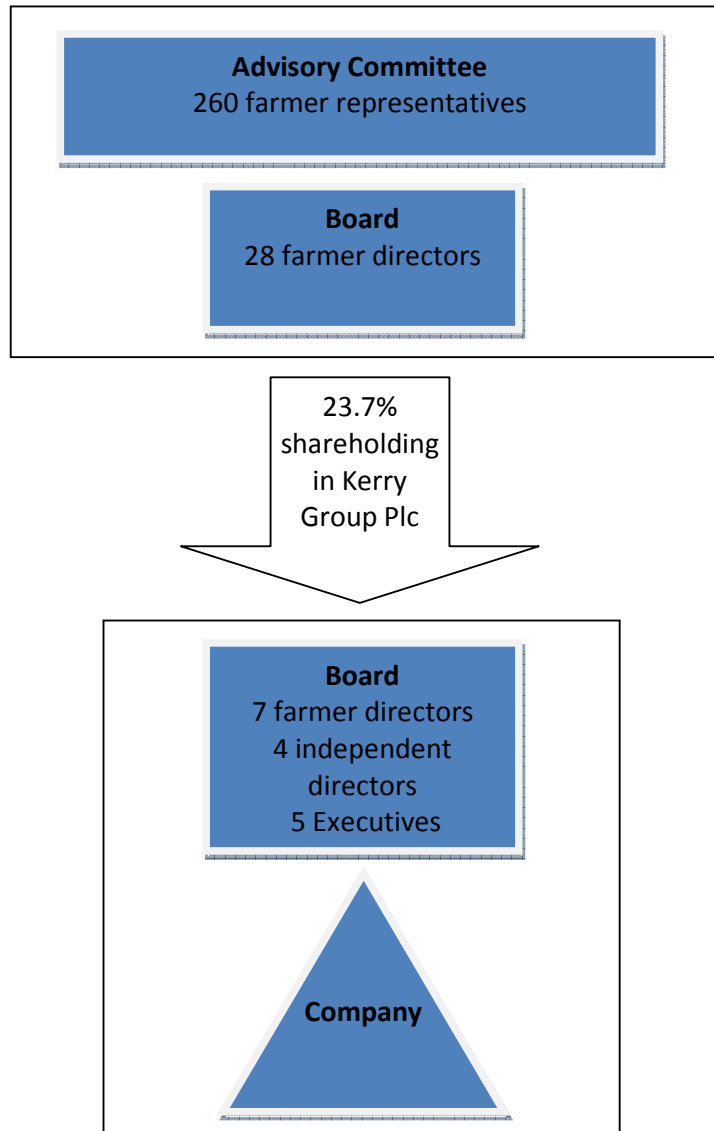 Advisory Committee
260 farmer representatives
Board
28 farmer directors
23.7%
shareholding
in Kerry
Group Plc
Board
7 farmer directors
4 independent
directors
5 Executives
Company